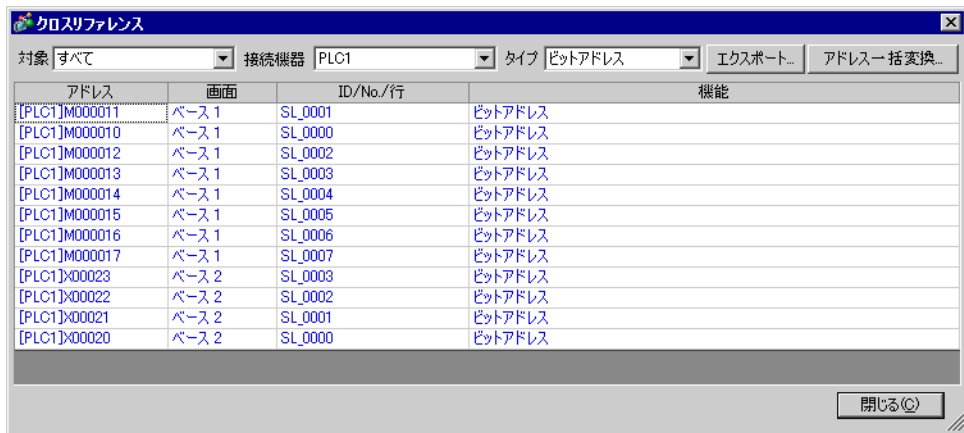 クロスリファレンス
対象 すべて 接続機器 PLC1 タイプ ビットアドレス エクスポート... アドレス一括変換...
アドレス 画面 ID/No./行 機能
[PLC1]M000011 ベース 1 SL_0001 ビットアドレス
[PLC1]M000010 ベース 1 SL_0000 ビットアドレス
[PLC1]M000012 ベース 1 SL_0002 ビットアドレス
[PLC1]M000013 ベース 1 SL_0003 ビットアドレス
[PLC1]M000014 ベース 1 SL_0004 ビットアドレス
[PLC1]M000015 ベース 1 SL_0005 ビットアドレス
[PLC1]M000016 ベース 1 SL_0006 ビットアドレス
[PLC1]M000017 ベース 1 SL_0007 ビットアドレス
[PLC1]X00023 ベース 2 SL_0003 ビットアドレス
[PLC1]X00022 ベース 2 SL_0002 ビットアドレス
[PLC1]X00021 ベース 2 SL_0001 ビットアドレス
[PLC1]X00020 ベース 2 SL_0000 ビットアドレス
閉じる(C)